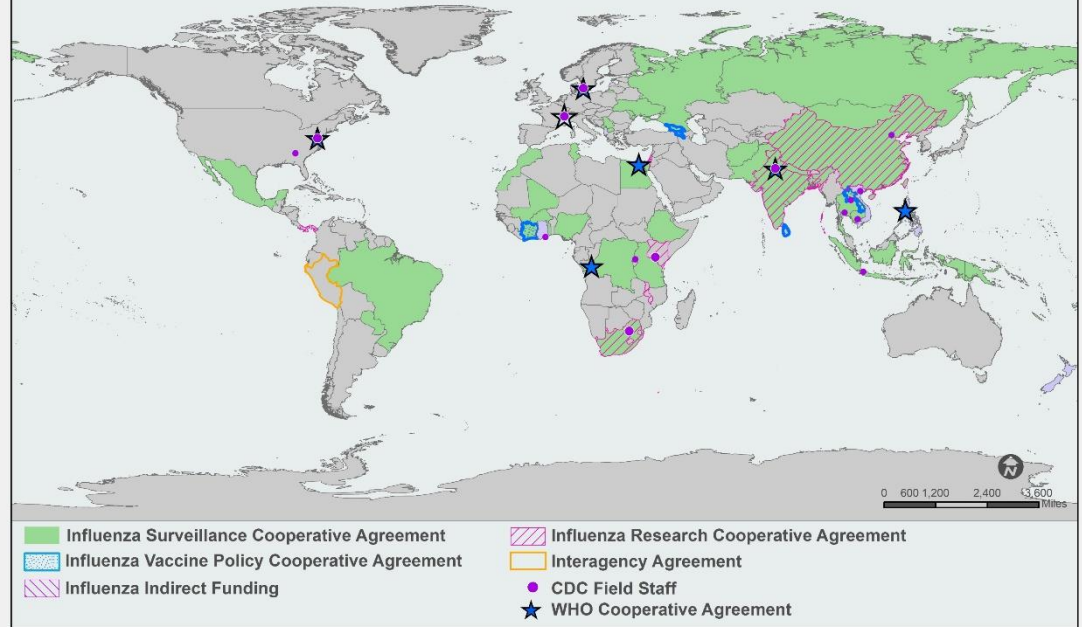 N
0 600 1,200 2,400 3,600
Miles
Influenza Surveillance Cooperative Agreement
Influenza Vaccine Policy Cooperative Agreement
Influenza Indirect Funding
Influenza Research Cooperative Agreement
Interagency Agreement
CDC Field Staff
WHO Cooperative Agreement